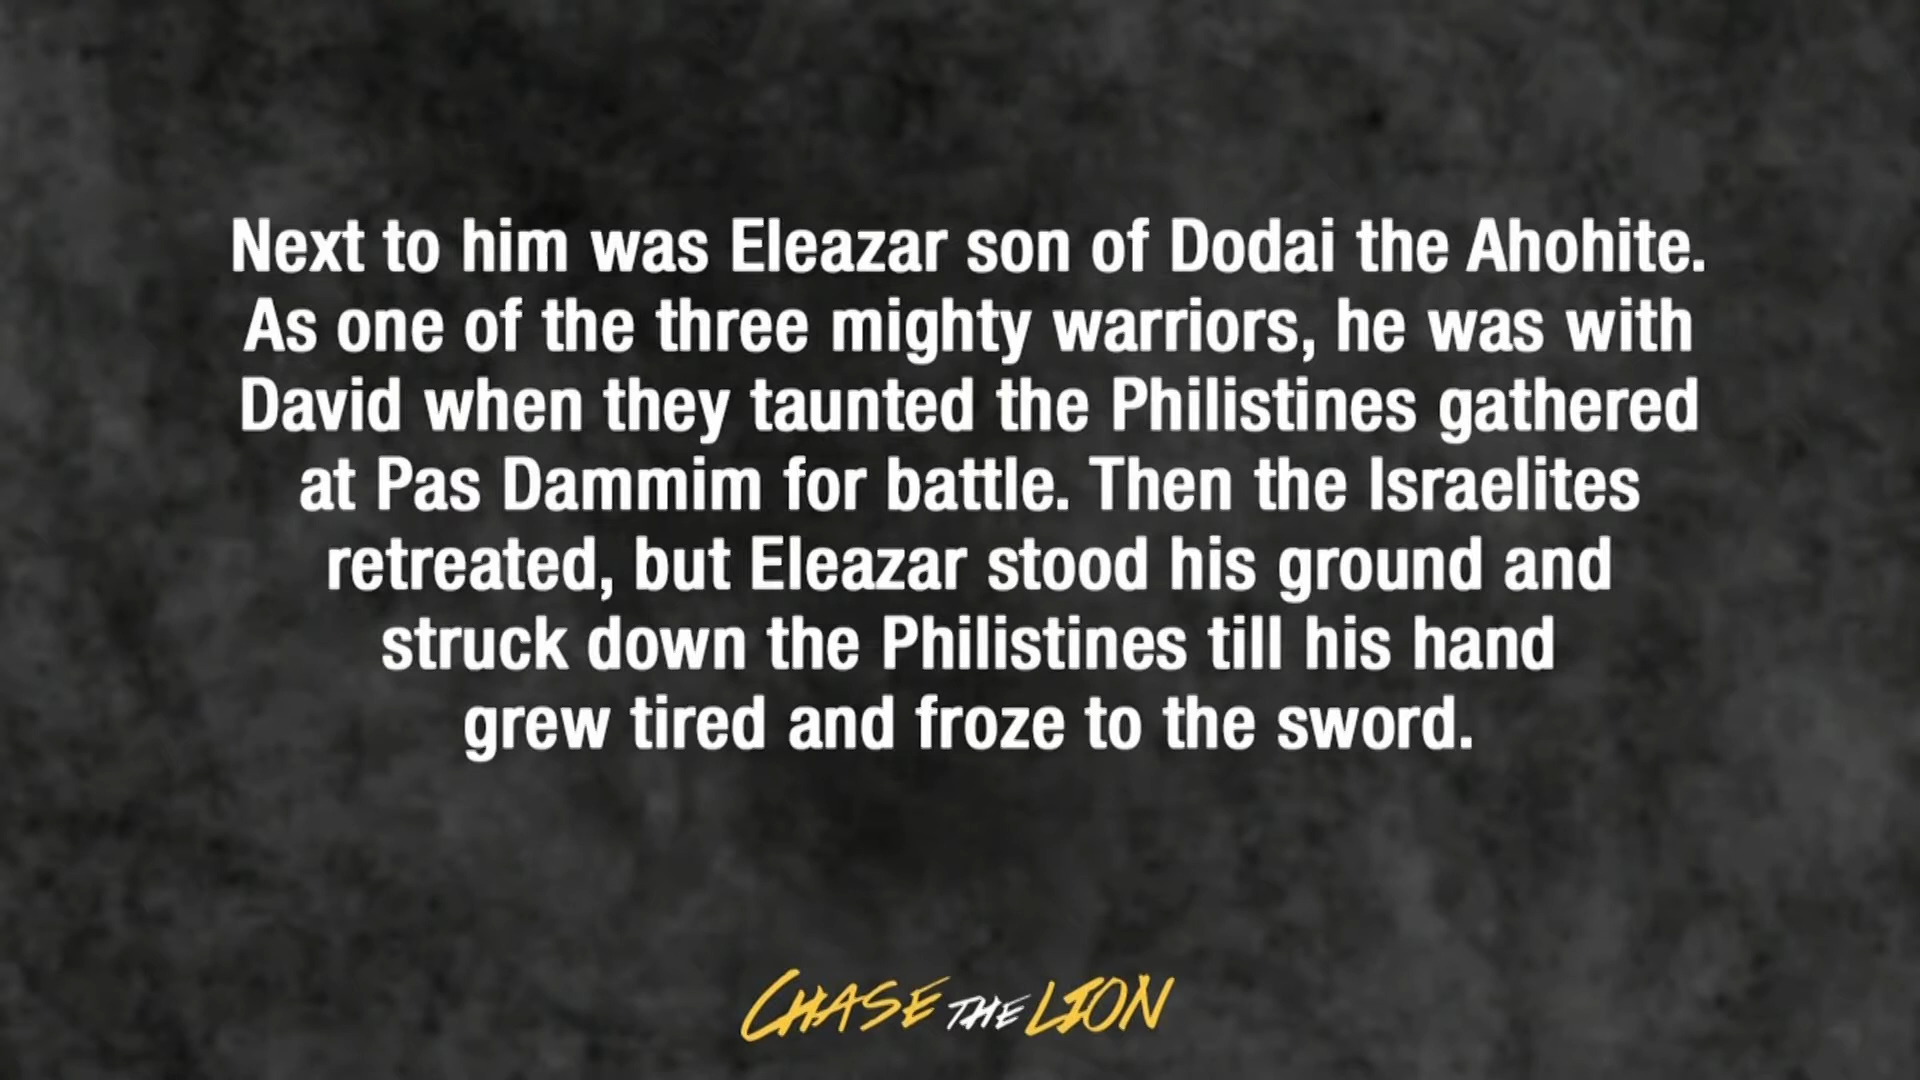 Next to him was Eleazar son of Dodai the Ahohite.
As one of the three mighty warriors, he was with
David when they taunted the Philistines gathered
at Pas Dammim for battle. Then the Israelites
retreated, but Eleazar stood his ground and
struck down the Philistines till his hand
grew tired and froze to the sword.
CHASE THE LION